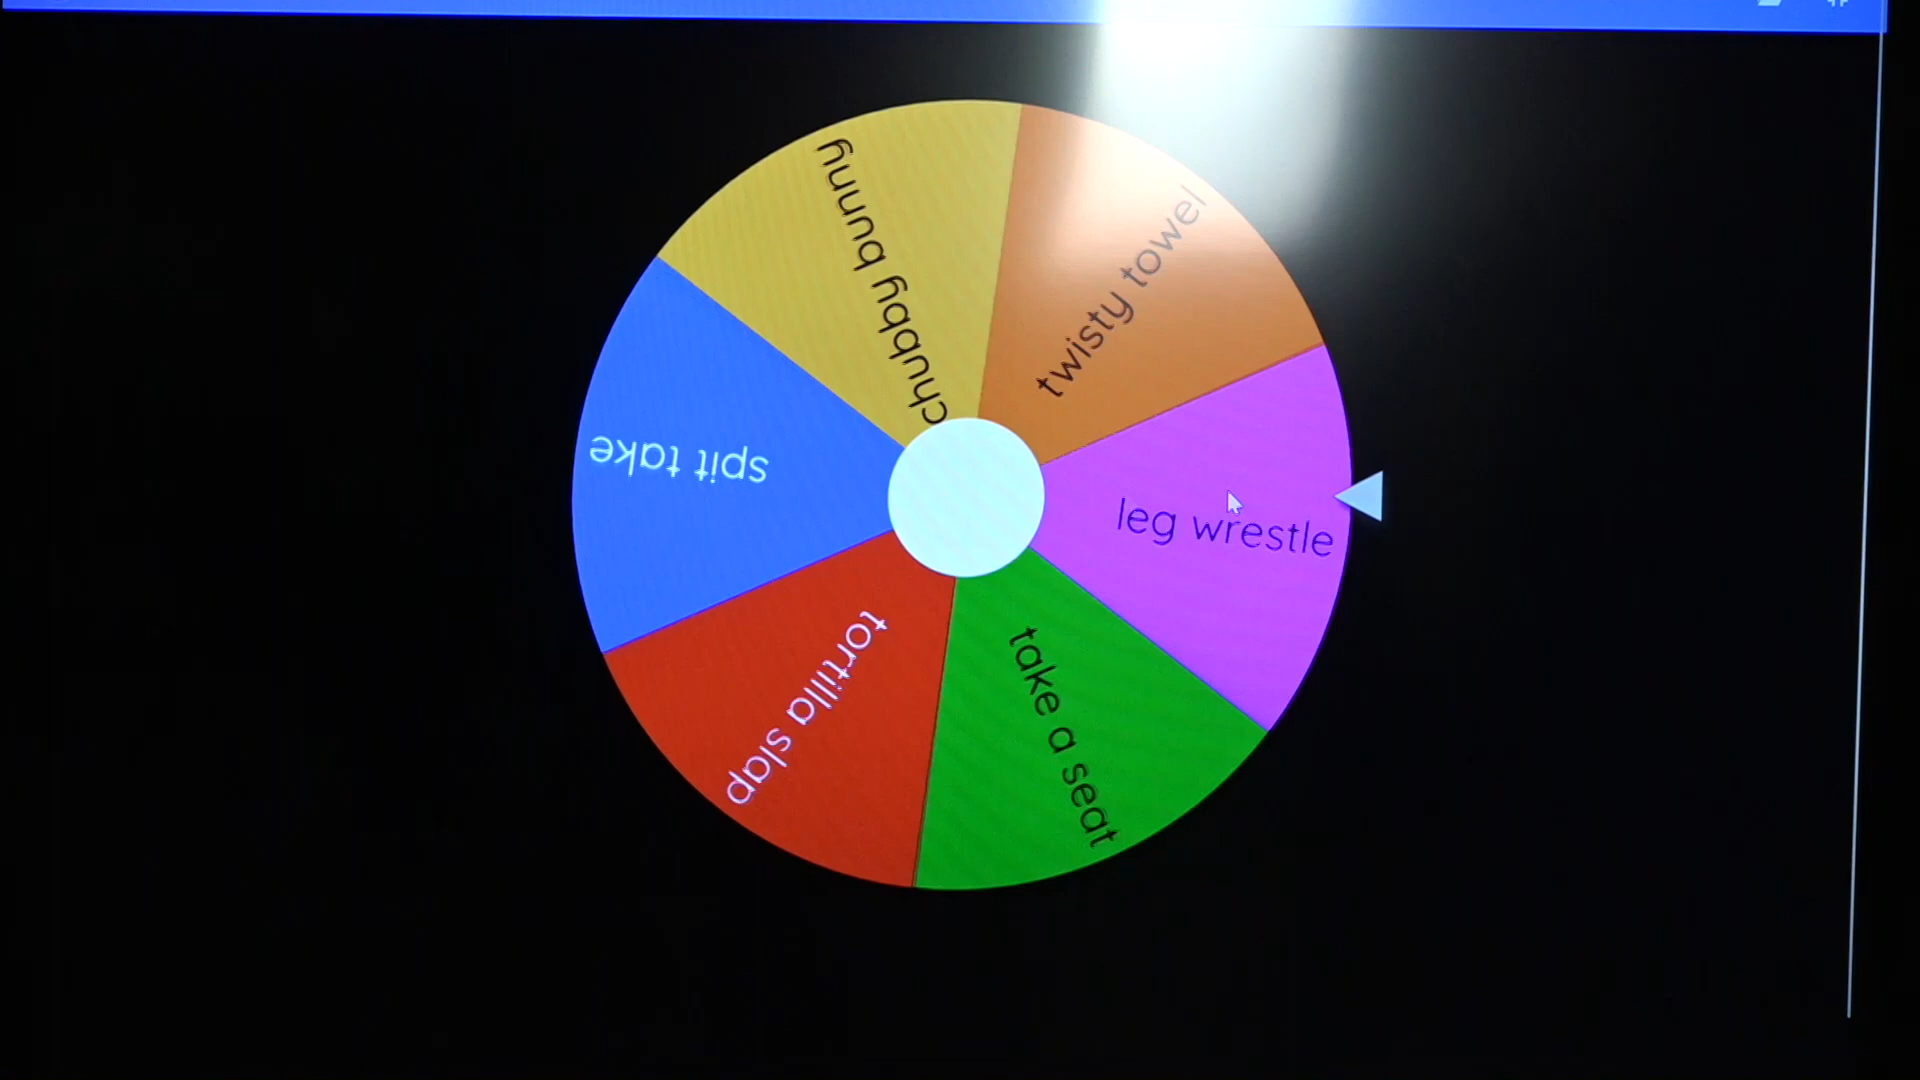 chubby bunny
twisty towel
spit take
leg wrestle
tortilla slap
take a seat